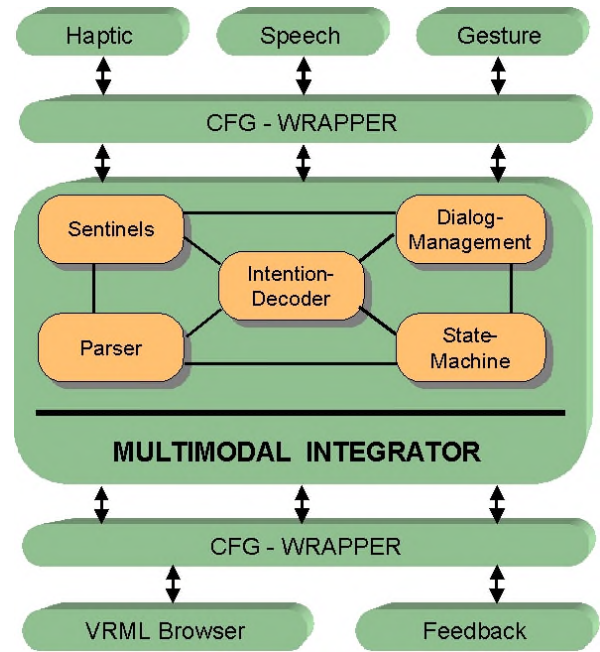 Haptic Speech Gesture
CFG - WRAPPER
Sentinels
Dialog-
Management
Intention-
Decoder
Parser
State-
Machine
MULTIMODAL INTEGRATOR
CFG - WRAPPER
VRML Browser Feedback